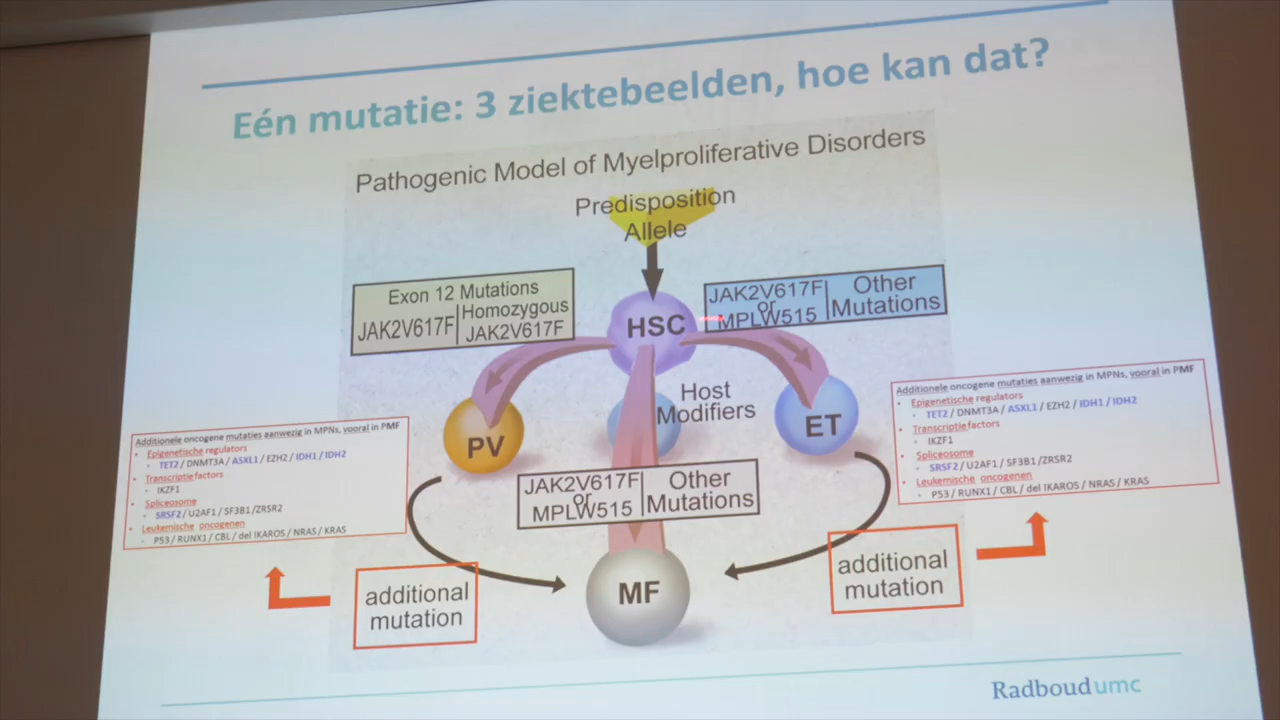 Eén mutatie: 3 ziektebeelden, hoe kan dat?
Pathogenic Model of Myelproliferative Disorders
Predisposition
Allele
Exon 12 Mutations
JAK2V617F
Homozygous
JAK2V617F
HSC
JAK2V617F
or
MPLW515
Other
Mutations
Host
Modifiers
PV
ET
JAK2V617F
or
MPLW515
Other
Mutations
MF
Additionele oncogene mutaties aanwezig in MPNs, vooral in PMF
• Epigenetische regulators
• TET2 / DNMT3A / ASXL1 / EZH2 / IDH1 / IDH2
• Transcriptie factors
• IKZF1
• Spliceosome
• SRSF2 / U2AF1 / SF3B1 /ZRSR2
• Leukemische oncogenen
• P53 / RUNX1 / CBL / del IKAROS / NRAS / KRAS
Additionele oncogene mutaties aanwezig in MPNs, vooral in PMF
• Epigenetische regulators
• TET2 / DNMT3A / ASXL1 / EZH2 / IDH1 / IDH2
• Transcriptie factors
• IKZF1
• Spliceosome
• SRSF2 / U2AF1 / SF3B1 /ZRSR2
• Leukemische oncogenen
• P53 / RUNX1 / CBL / del IKAROS / NRAS / KRAS
additional
mutation
additional
mutation
Radboudumc